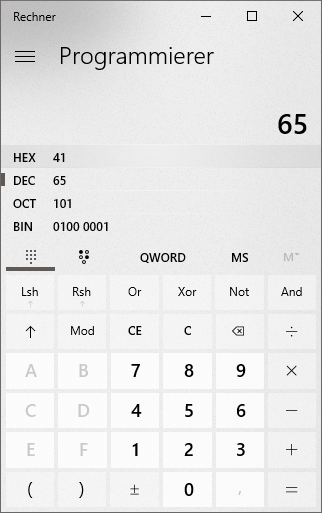 Rechner
Programmierer
65
HEX 41
DEC 65
OCT 101
BIN 0100 0001
QWORD MS M˅
Lsh Rsh Or Xor Not And
↑ Mod CE C ⌫ ÷
A B 7 8 9 ×
C D 4 5 6 −
E F 1 2 3 +
( ) ± 0 , =